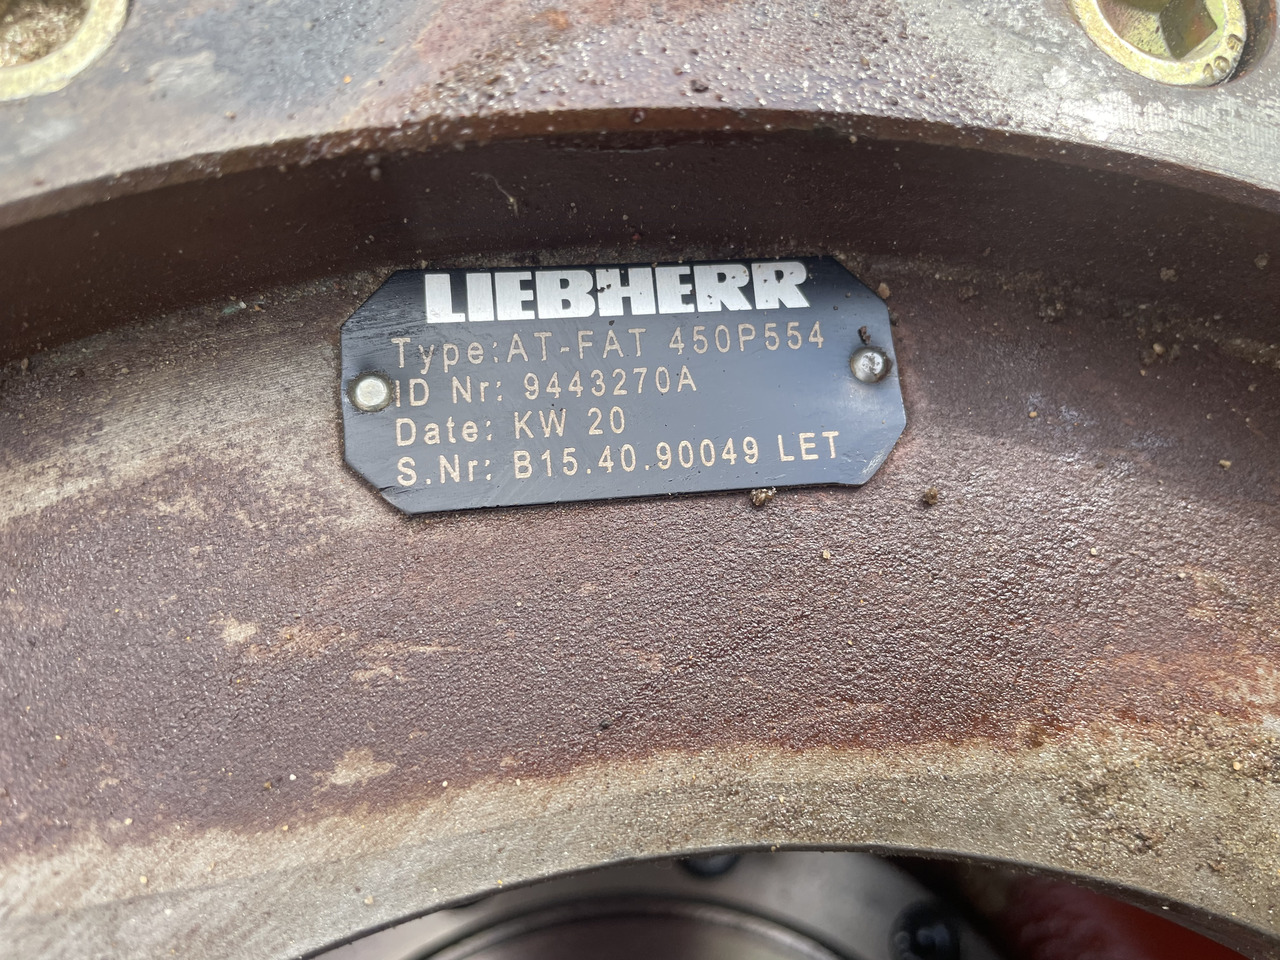 LIEBHERR
Type:AT-FAT 450P554
ID Nr: 9443270A
Date: KW 20
S.Nr: B15.40.90049 LET